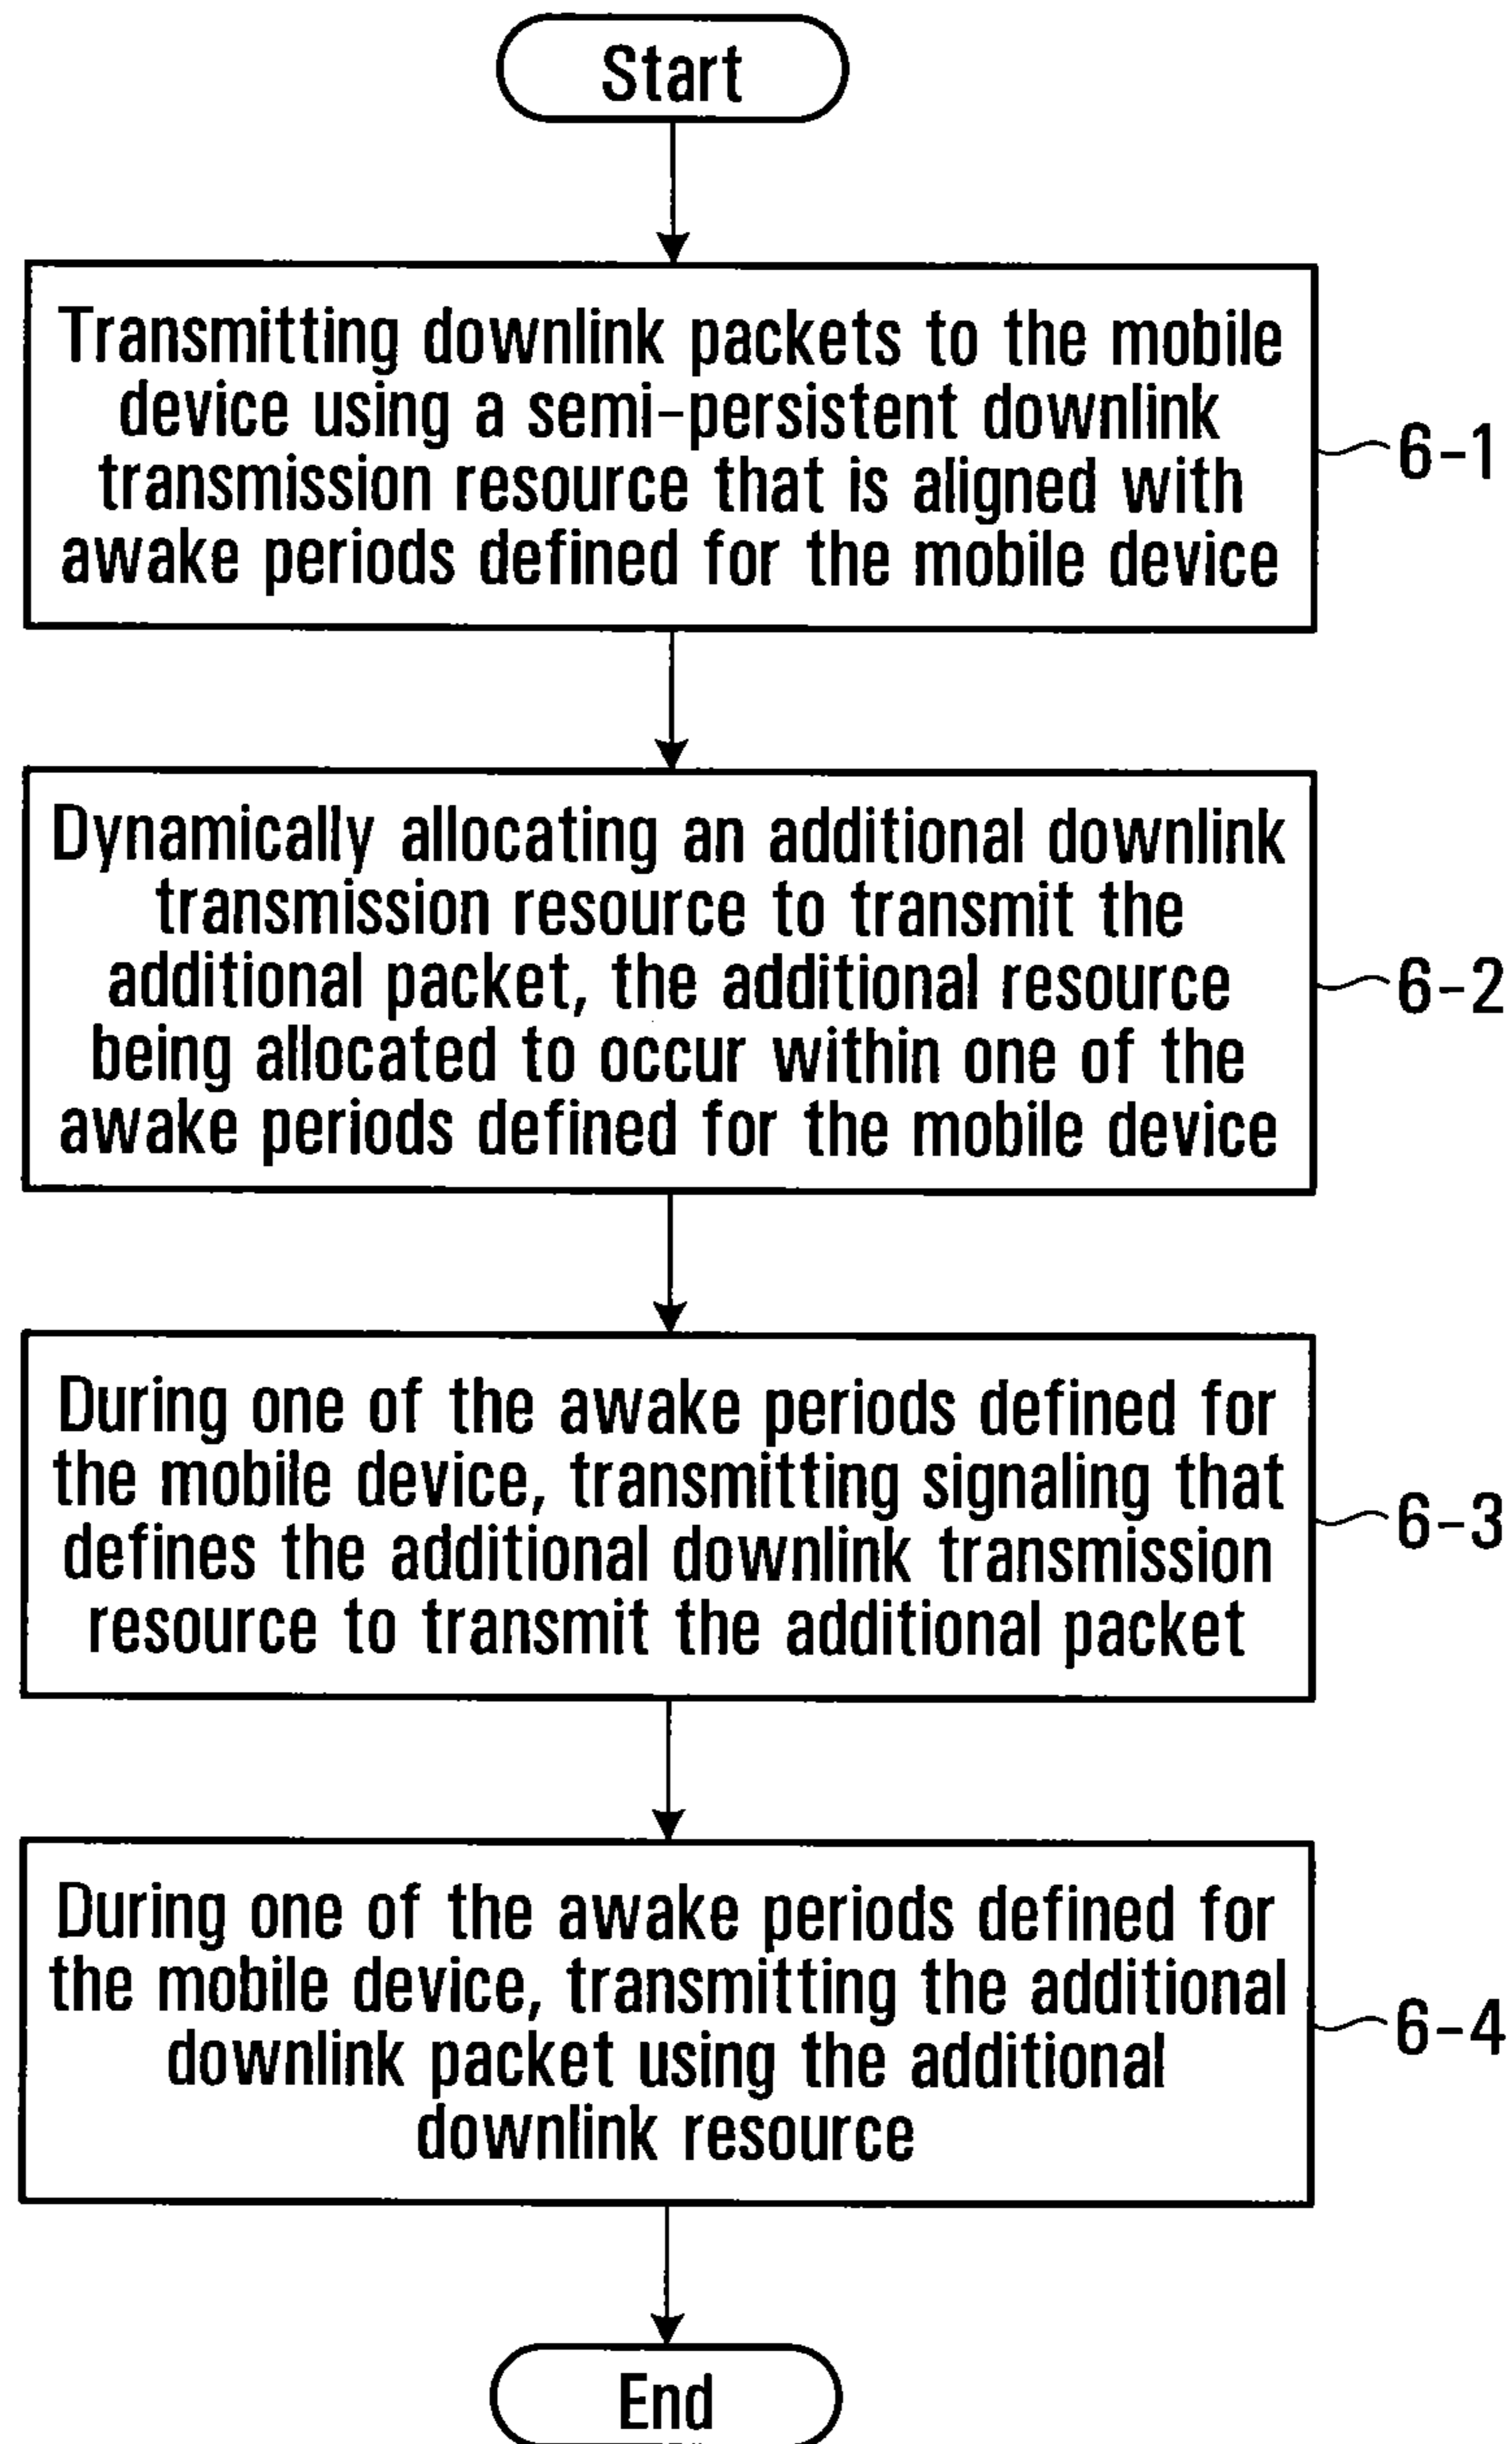 Start
Transmitting downlink packets to the mobile
device using a semi-persistent downlink
transmission resource that is aligned with
awake periods defined for the mobile device
6-1
Dynamically allocating an additional downlink
transmission resource to transmit the
additional packet, the additional resource
being allocated to occur within one of the
awake periods defined for the mobile device
6-2
During one of the awake periods defined for
the mobile device, transmitting signaling that
defines the additional downlink transmission
resource to transmit the additional packet
6-3
During one of the awake periods defined for
the mobile device, transmitting the additional
downlink packet using the additional
downlink resource
6-4
End